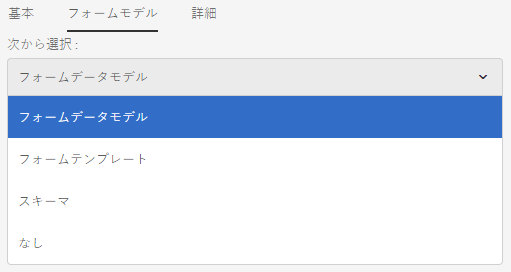 基本 フォームモデル 詳細
次から選択 :
フォームデータモデル
フォームデータモデル
フォームテンプレート
スキーマ
なし